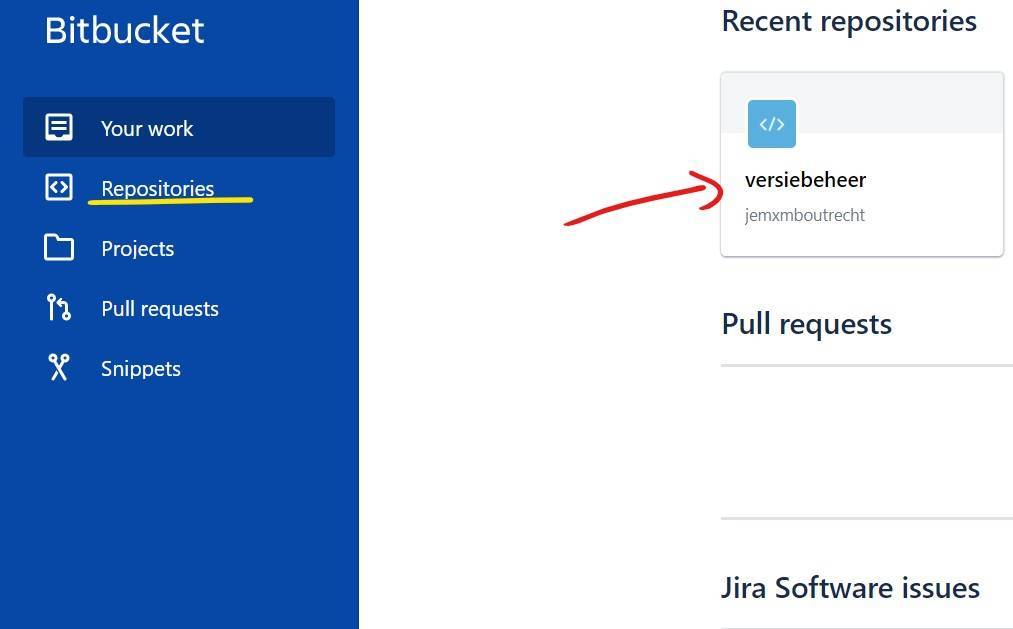 Bitbucket
Your work
Repositories
Projects
Pull requests
Snippets
Recent repositories
versiebeheer
jemxmboutrecht
Pull requests
Jira Software issues